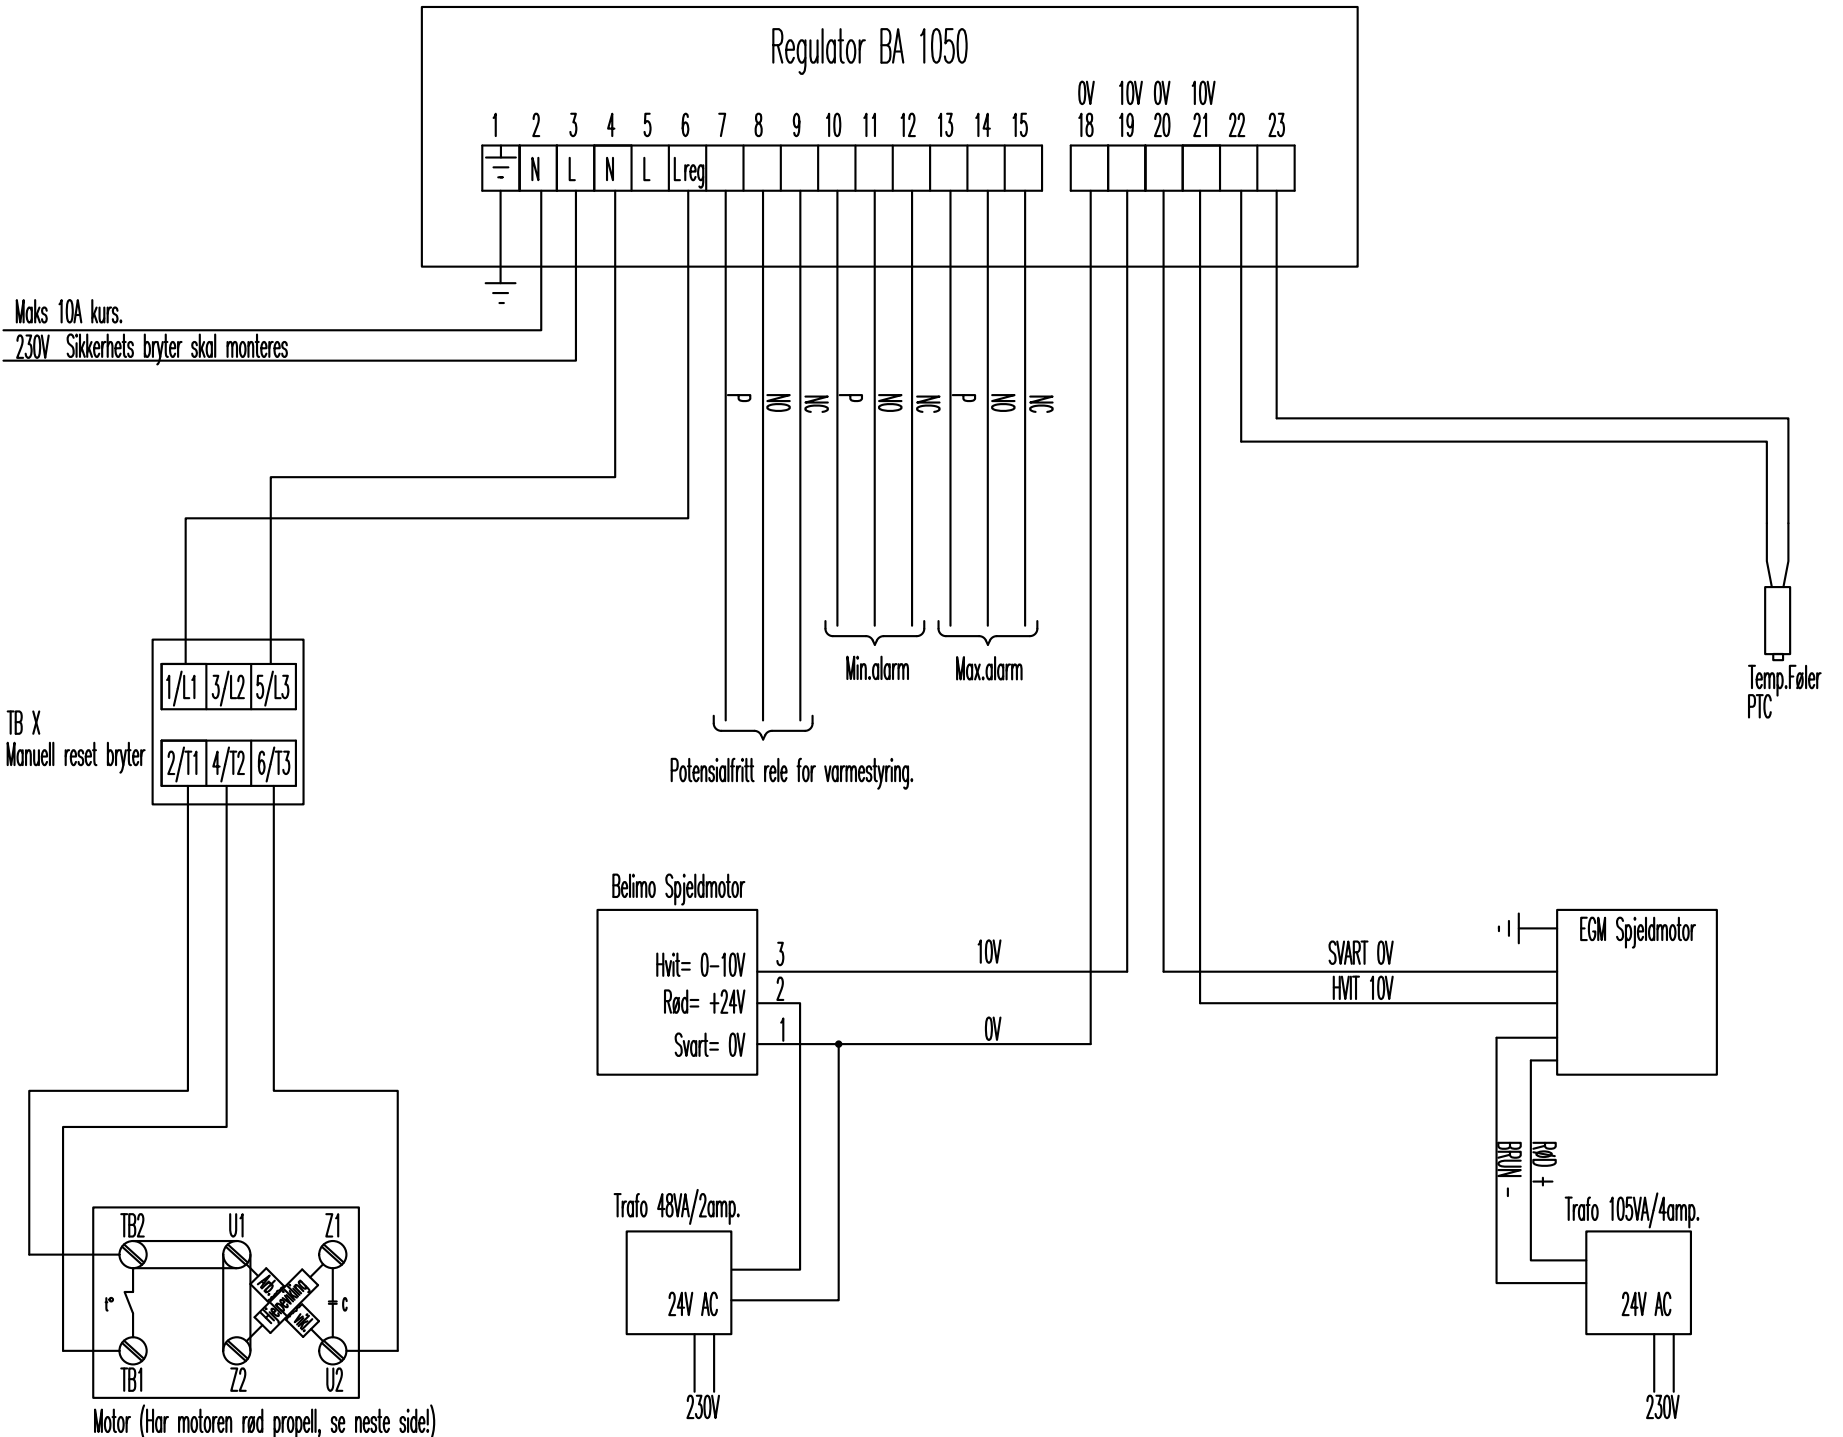 Regulator BA 1050
0V 10V 0V 10V
1 2 3 4 5 6 7 8 9 10 11 12 13 14 15 18 19 20 21 22 23
N L N L L reg
Maks 10A kurs.
230V Sikkerhets bryter skal monteres
P NO NC P NO NC P NO NC
Min.alarm
Max.alarm
Potensialfritt rele for varmestyring.
Temp.Føler
PTC
1/L1 3/L2 5/L3
TB X
Manuell reset bryter
2/T1 4/T2 6/T3
Belimo Spjeldmotor
Hvit= 0-10V 3 10V
Rød= +24V 2
Svart= 0V 1 0V
EGM Spjeldmotor
SVART 0V
HVIT 10V
BRUN -
RØD +
Trafo 48VA/2amp.
24V AC
230V
Trafo 105VA/4amp.
24V AC
230V
TB2 U1 Z1
Arb.
Hjelpevikling
t° c
TB1 Z2 U2
Motor (Har motoren rød propell, se neste side!)